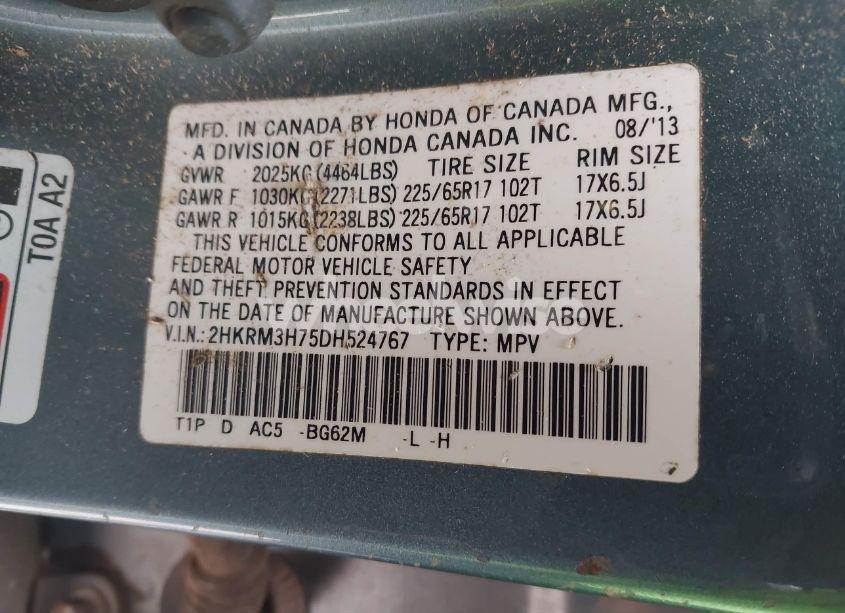 MFD. IN CANADA BY HONDA OF CANADA MFG.,
A DIVISION OF HONDA CANADA INC. 08/'13
GVWR 2025KG (4464LBS) TIRE SIZE RIM SIZE
GAWR F 1030KG (2271LBS) 225/65R17 102T 17X6.5J
GAWR R 1015KG (2238LBS) 225/65R17 102T 17X6.5J
THIS VEHICLE CONFORMS TO ALL APPLICABLE
FEDERAL MOTOR VEHICLE SAFETY
AND THEFT PREVENTION STANDARDS IN EFFECT
ON THE DATE OF MANUFACTURE SHOWN ABOVE.
V.I.N.: 2HKRM3H75DH524767 TYPE: MPV
T1P D AC5 -BG62M -L -H
T0A A2